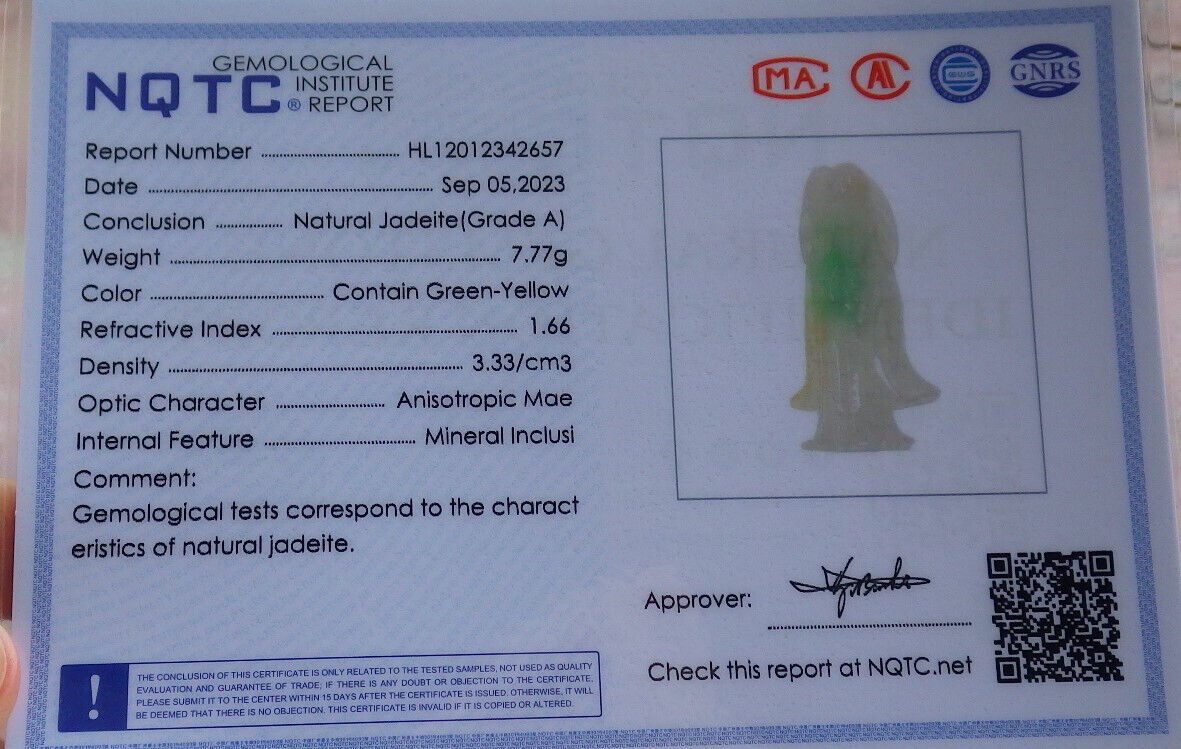 GEMOLOGICAL
NQTC INSTITUTE
® REPORT
MA
GNRS
Report Number ........................ HL12012342657
Date ........................ Sep 05,2023
Conclusion ............ Natural Jadeite(Grade A)
Weight ........................ 7.77g
Color ........................ Contain Green-Yellow
Refractive Index ........................ 1.66
Density ........................ 3.33/cm3
Optic Character ............ Anisotropic Mae
Internal Feature ............ Mineral Inclusi
Comment:
Gemological tests correspond to the charact
eristics of natural jadeite.
Approver:
Check this report at NQTC.net
!
THE CONCLUSION OF THIS CERTIFICATE IS ONLY RELATED TO THE TESTED SAMPLES, NOT USED AS QUALITY
EVALUATION AND GUARANTEE OF TRADE; IF THERE IS ANY DOUBT OR OBJECTION TO THE CERTIFICATE,
PLEASE SUBMIT IT TO THE CENTER WITHIN 15 DAYS AFTER THE CERTIFICATE IS ISSUED. OTHERWISE, IT WILL
BE DEEMED THAT THERE IS NO OBJECTION. THIS CERTIFICATE IS INVALID IF IT IS COPIED OR ALTERED.